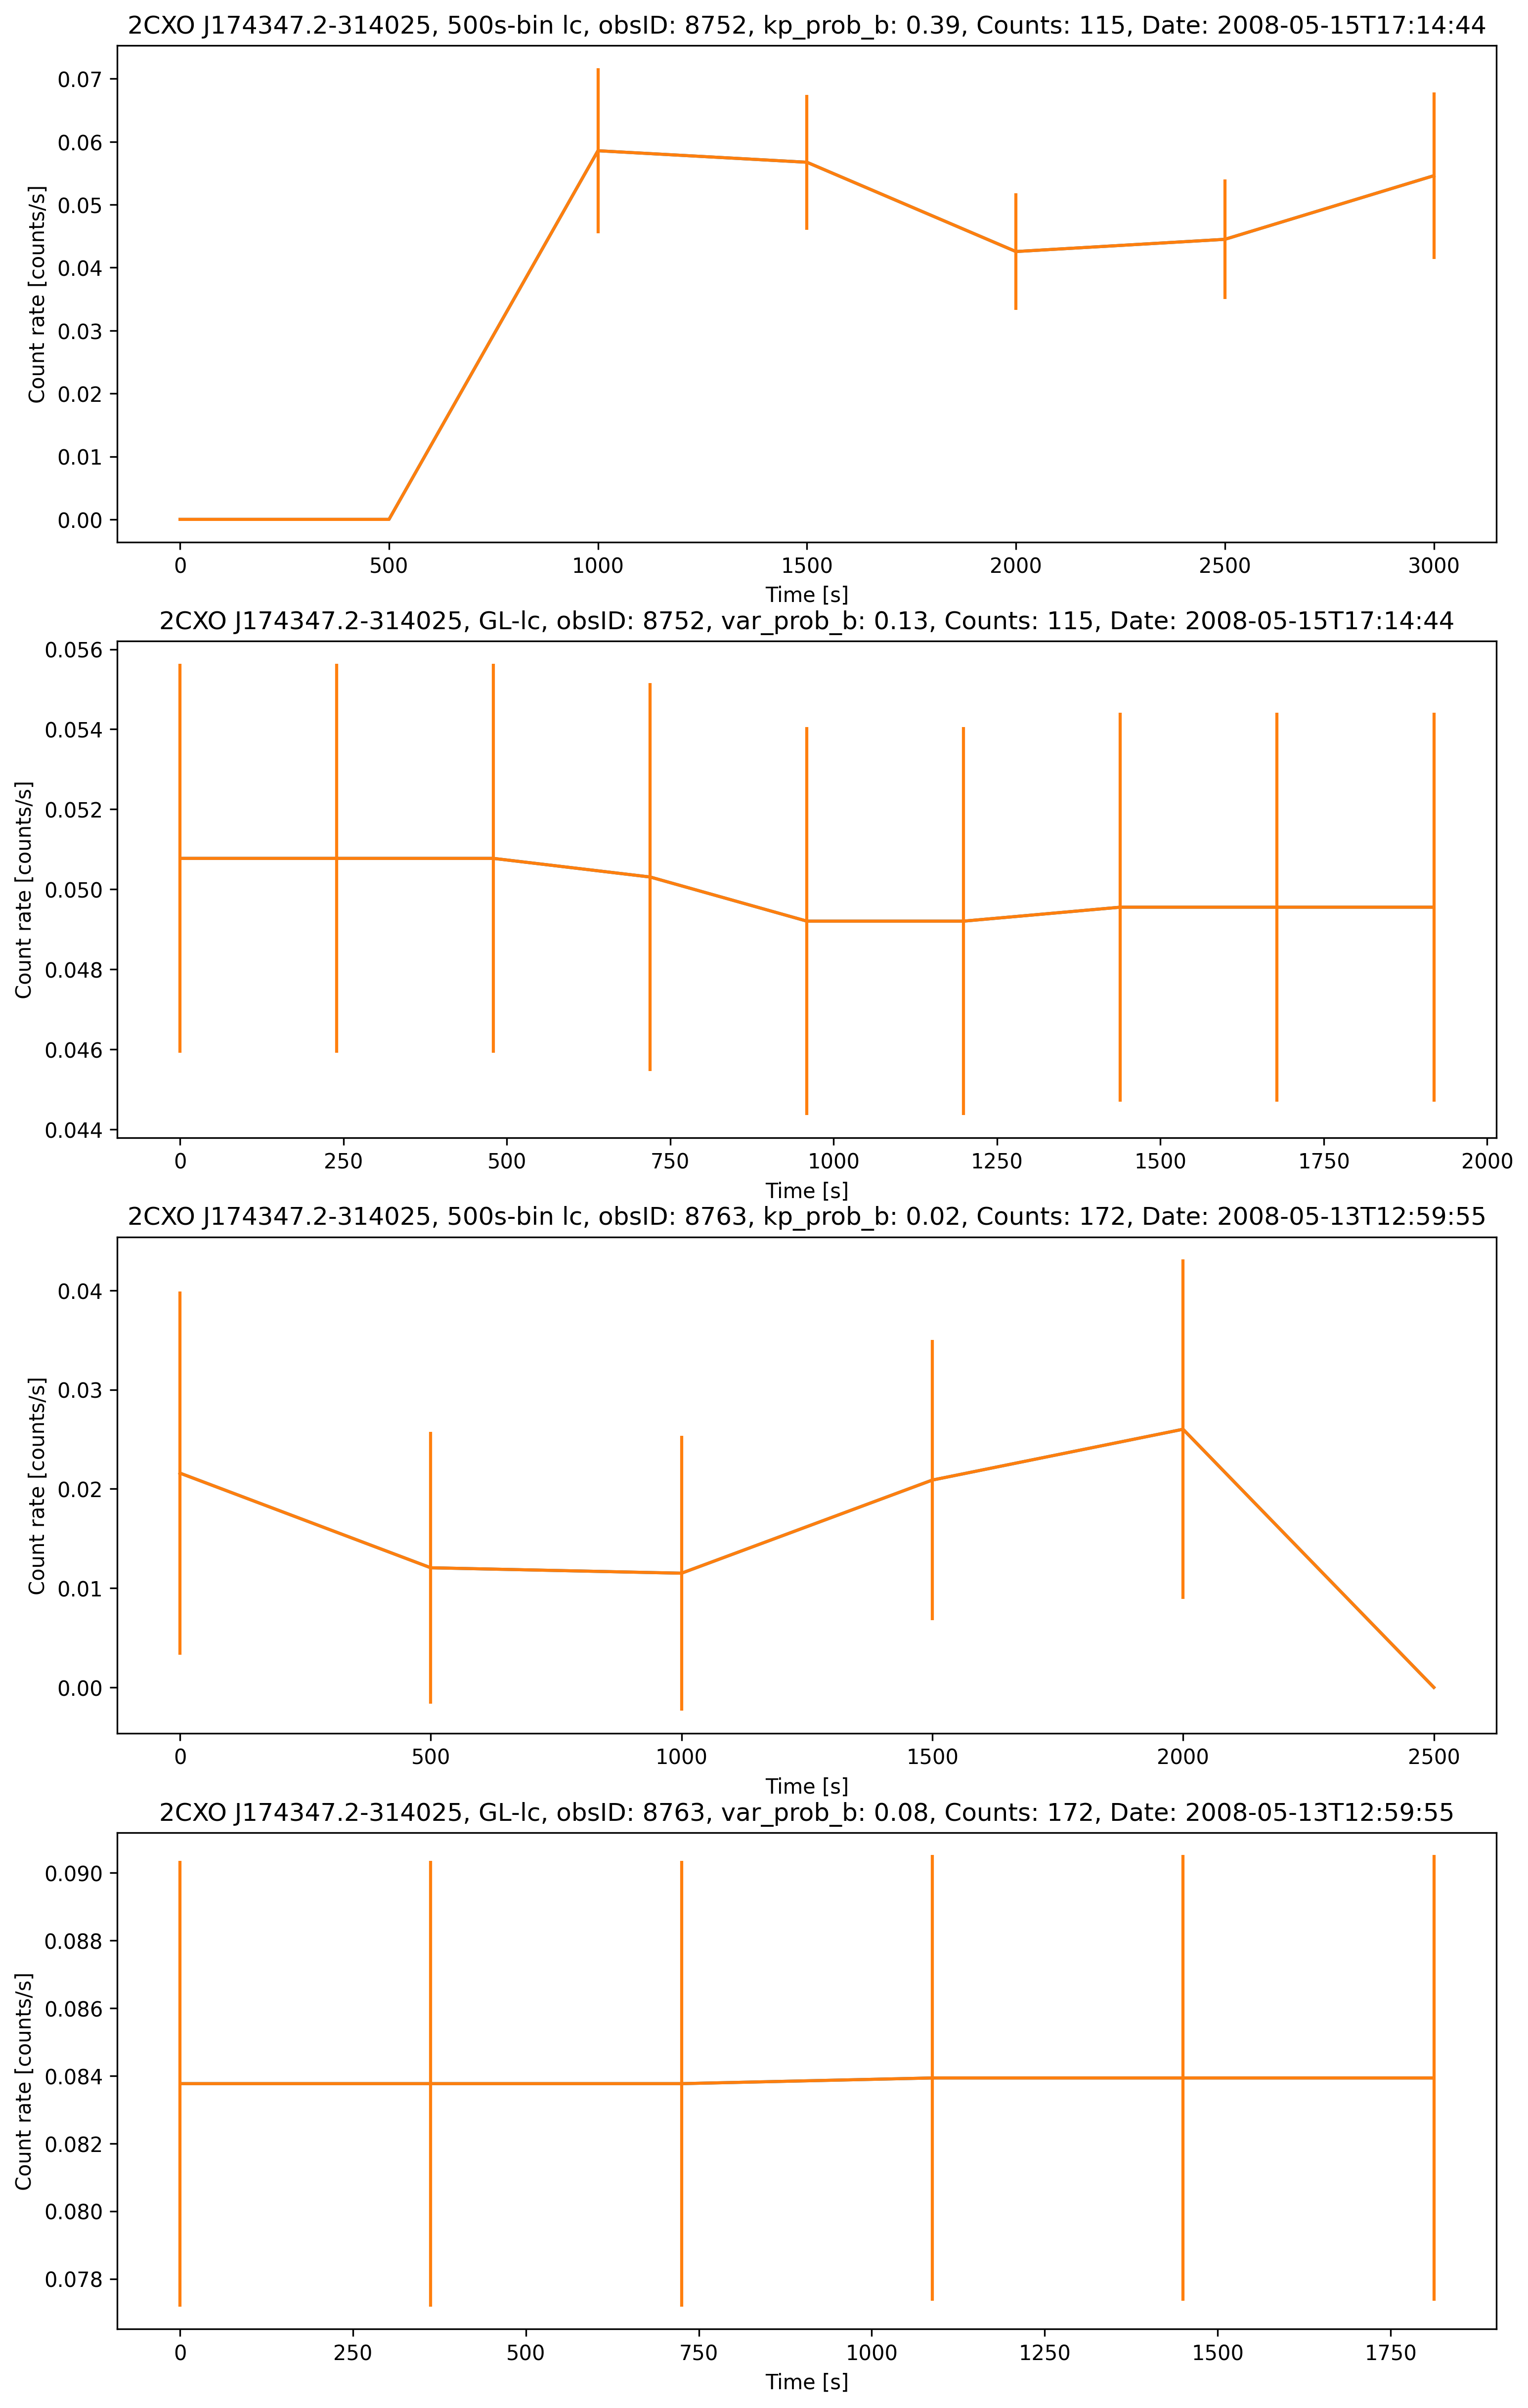 2CXO J174347.2-314025, 500s-bin lc, obsID: 8752, kp_prob_b: 0.39, Counts: 115, Date: 2008-05-15T17:14:44
Count rate [counts/s]
0.07
0.06
0.05
0.04
0.03
0.02
0.01
0.00
0 500 1000 1500 2000 2500 3000
Time [s]
2CXO J174347.2-314025, GL-lc, obsID: 8752, var_prob_b: 0.13, Counts: 115, Date: 2008-05-15T17:14:44
Count rate [counts/s]
0.056
0.054
0.052
0.050
0.048
0.046
0.044
0 250 500 750 1000 1250 1500 1750 2000
Time [s]
2CXO J174347.2-314025, 500s-bin lc, obsID: 8763, kp_prob_b: 0.02, Counts: 172, Date: 2008-05-13T12:59:55
Count rate [counts/s]
0.04
0.03
0.02
0.01
0.00
0 500 1000 1500 2000 2500
Time [s]
2CXO J174347.2-314025, GL-lc, obsID: 8763, var_prob_b: 0.08, Counts: 172, Date: 2008-05-13T12:59:55
Count rate [counts/s]
0.090
0.088
0.086
0.084
0.082
0.080
0.078
0 250 500 750 1000 1250 1500 1750
Time [s]